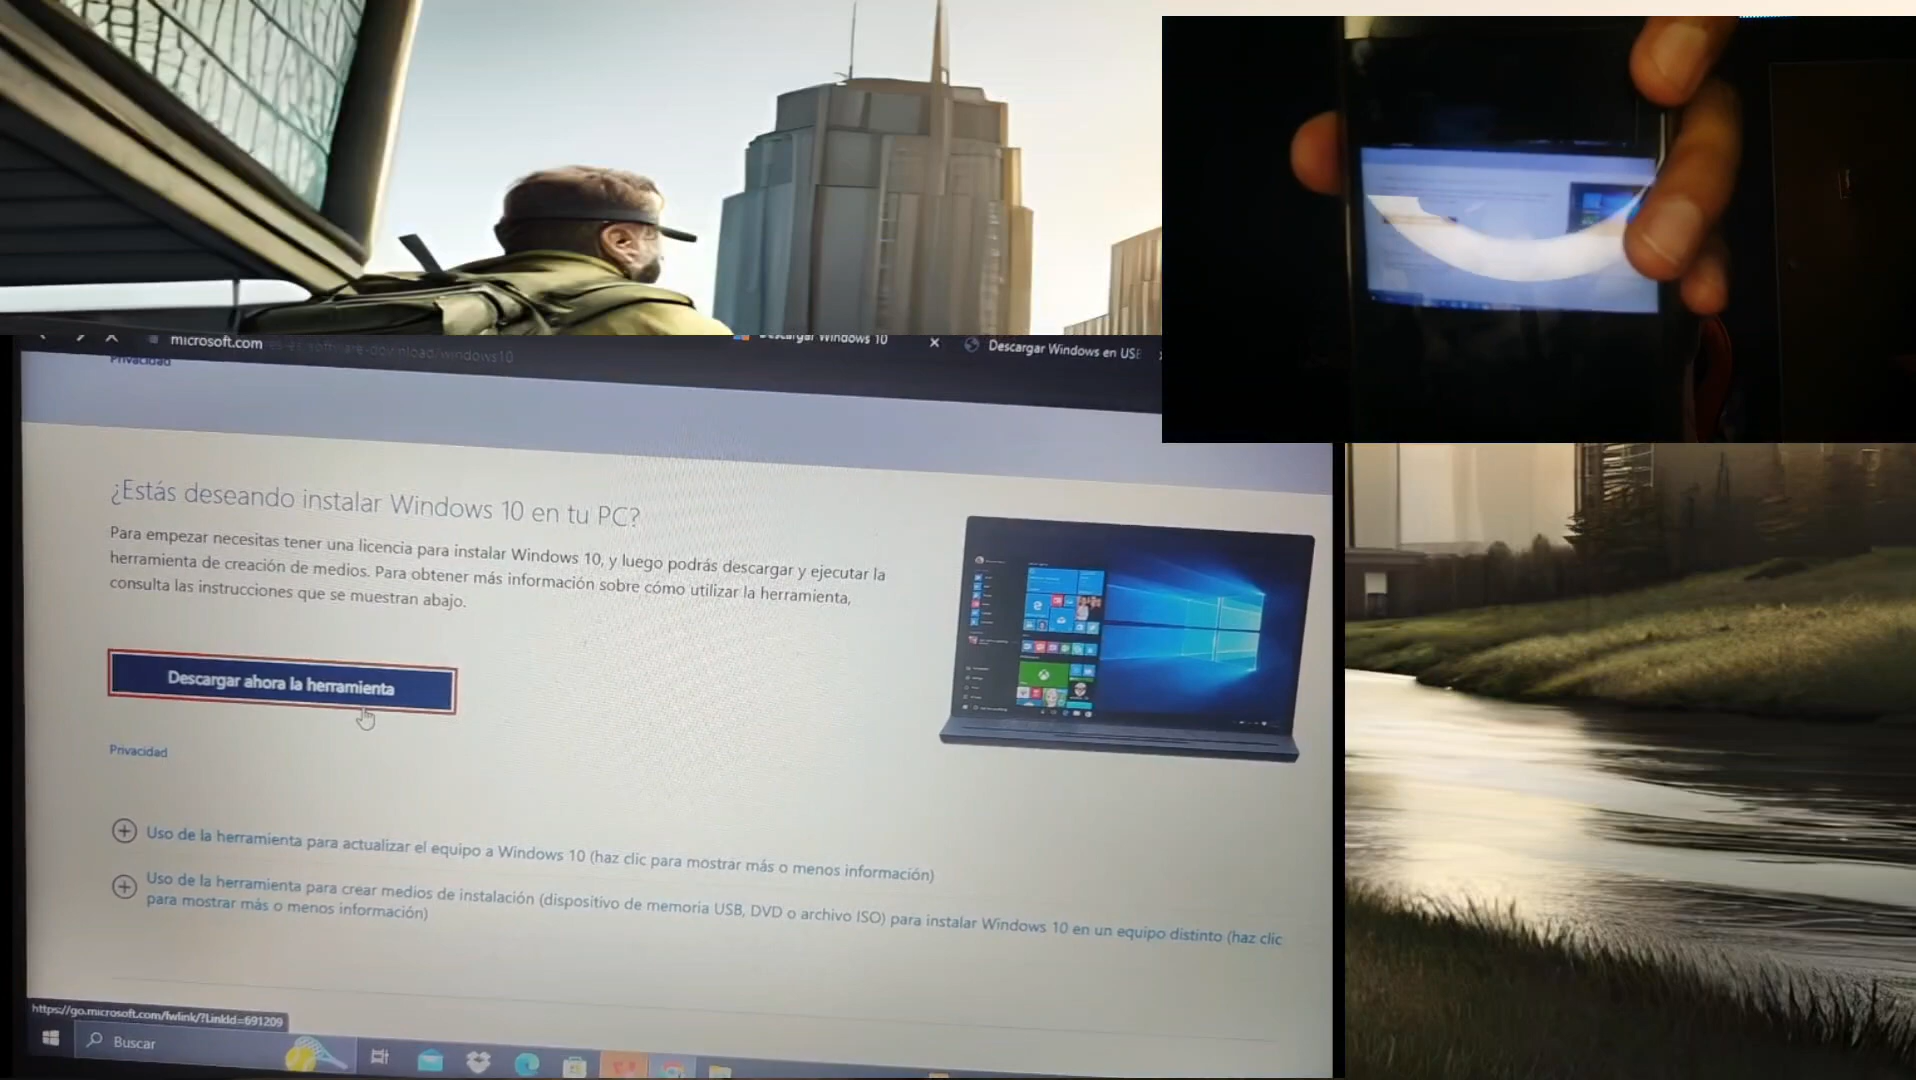 microsoft.com/es-es/software-download/windows10
Descargar Windows 10
Descargar Windows en USB
Privacidad
¿Estás deseando instalar Windows 10 en tu PC?
Para empezar necesitas tener una licencia para instalar Windows 10, y luego podrás descargar y ejecutar la
herramienta de creación de medios. Para obtener más información sobre cómo utilizar la herramienta,
consulta las instrucciones que se muestran abajo.
Descargar ahora la herramienta
Privacidad
Uso de la herramienta para actualizar el equipo a Windows 10 (haz clic para mostrar más o menos información)
Uso de la herramienta para crear medios de instalación (dispositivo de memoria USB, DVD o archivo ISO) para instalar Windows 10 en un equipo distinto (haz clic
para mostrar más o menos información)
https://go.microsoft.com/fwlink/?LinkId=691209
Buscar